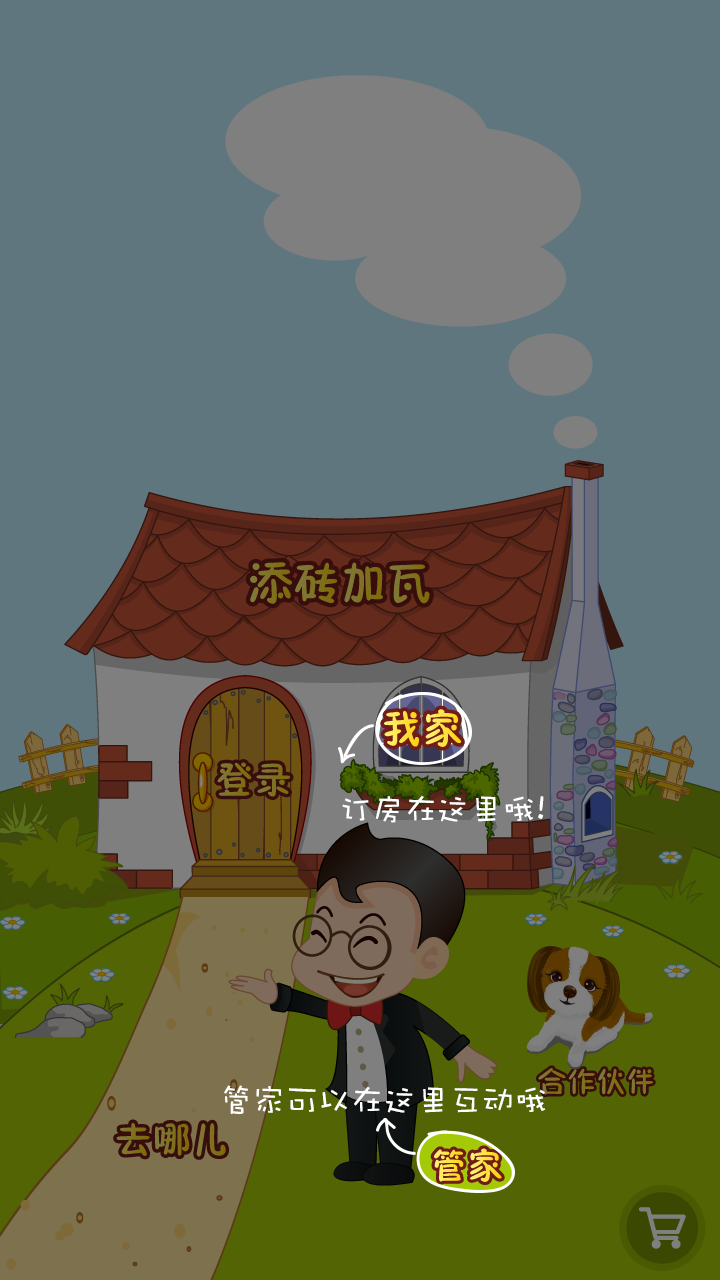 添砖加瓦
我家
登录
订房在这里哦!
合作伙伴
管家可以在这里互动哦
去哪儿
管家